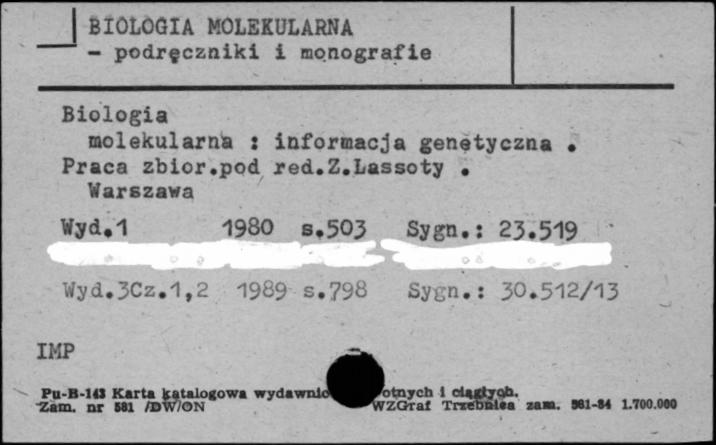 BIOLOGIA MOLEKULARNA
- podręczniki i monografie
Biologia
molekularna : informacja genetyczna .
Praca zbior.pod red.Z.Lassoty .
Warszawa
Wyd.1 1980 s.503 Sygn.: 23.519
Wyd.3Cz.1,2 1989 s.798 Sygn.: 30.512/13
IMP
Pu-B-143 Karta katalogowa wydawnic otnych i ciągłych.
Zam. nr 581 /DW/ON WZGraf Trzebnica zam. 581-84 1.700.000